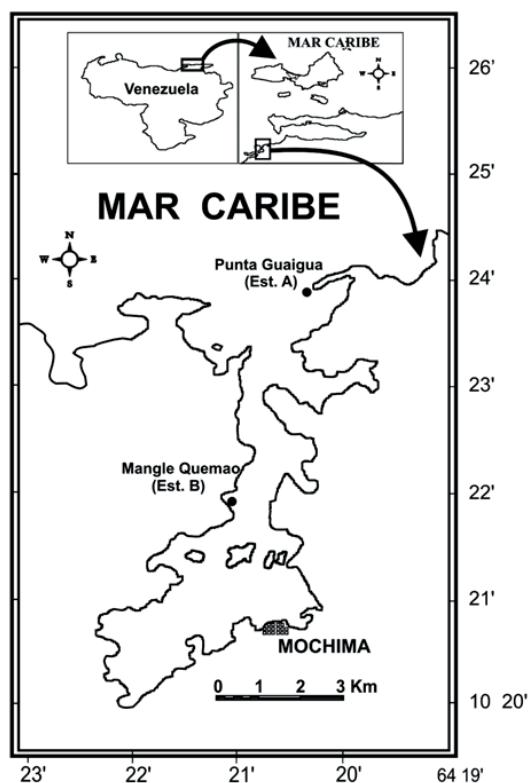 MAR CARIBE
Venezuela
N
W E
S
26'
25'
MAR CARIBE
N
W E
S
Punta Guaigua
(Est. A)
24'
23'
Mangle Quemao
(Est. B)
22'
21'
MOCHIMA
0 1 2 3 Km
10 20'
23' 22' 21' 20' 64 19'